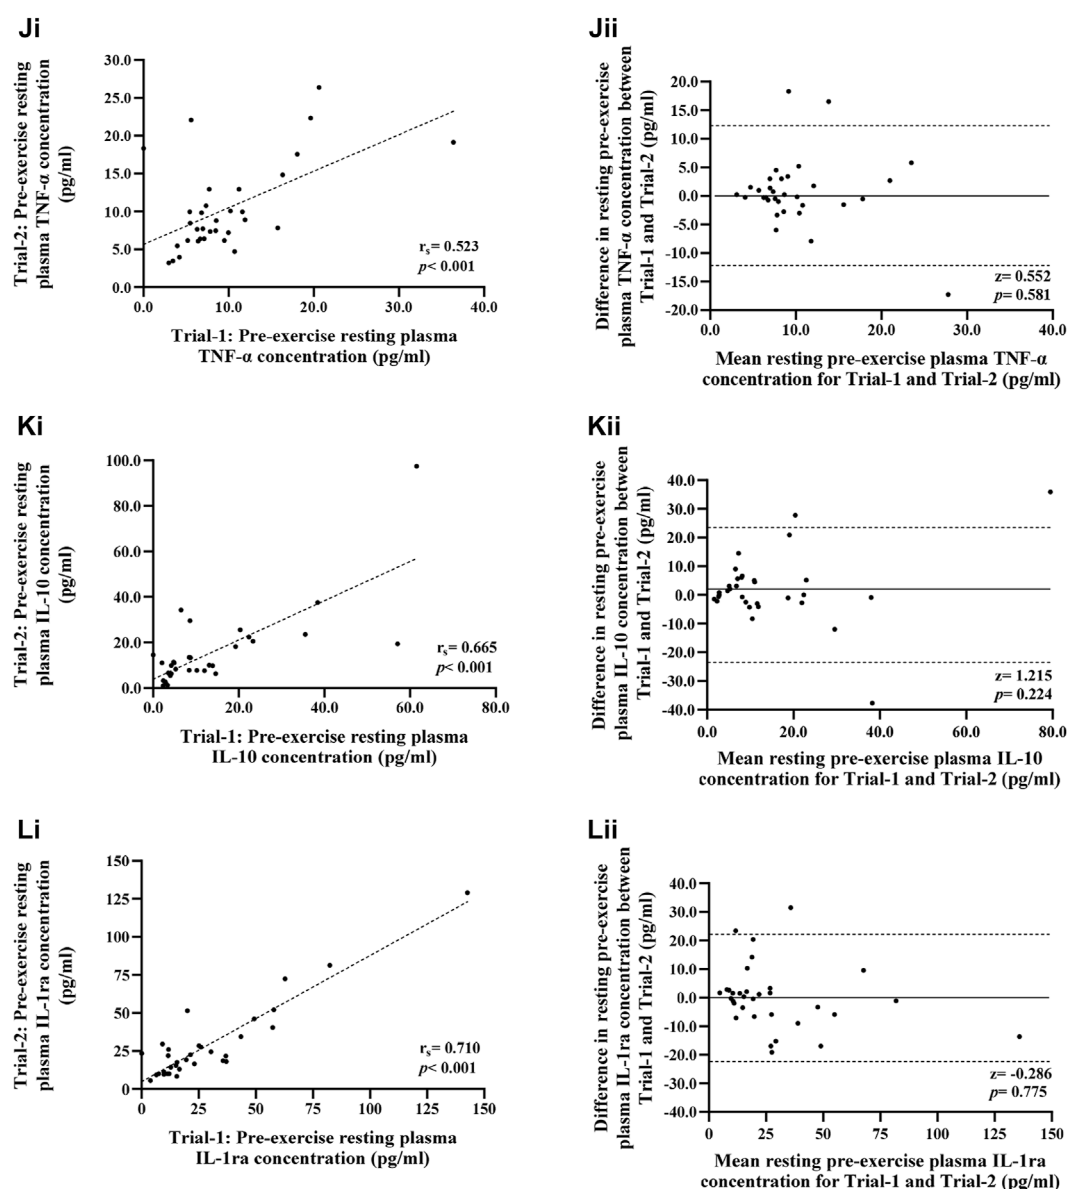 Ji
Trial-2: Pre-exercise resting
plasma TNF-α concentration
(pg/ml)
30.0
25.0
20.0
15.0
10.0
5.0
0.0
0.0 10.0 20.0 30.0 40.0
rs= 0.523
p< 0.001
Trial-1: Pre-exercise resting plasma
TNF-α concentration (pg/ml)
Jii
Difference in resting pre-exercise
plasma TNF-α concentration between
Trial-1 and Trial-2 (pg/ml)
20.0
15.0
10.0
5.0
0.0
-5.0
-10.0
-15.0
-20.0
0.0 10.0 20.0 30.0 40.0
z= 0.552
p= 0.581
Mean resting pre-exercise plasma TNF-α
concentration for Trial-1 and Trial-2 (pg/ml)
Ki
Trial-2: Pre-exercise resting
plasma IL-10 concentration
(pg/ml)
100.0
80.0
60.0
40.0
20.0
0.0
0.0 20.0 40.0 60.0 80.0
rs= 0.665
p< 0.001
Trial-1: Pre-exercise resting plasma
IL-10 concentration (pg/ml)
Kii
Difference in resting pre-exercise
plasma IL-10 concentration between
Trial-1 and Trial-2 (pg/ml)
40.0
30.0
20.0
10.0
0.0
-10.0
-20.0
-30.0
-40.0
0.0 20.0 40.0 60.0 80.0
z= 1.215
p= 0.224
Mean resting pre-exercise plasma IL-10
concentration for Trial-1 and Trial-2 (pg/ml)
Li
Trial-2: Pre-exercise resting
plasma IL-1ra concentration
(pg/ml)
150
125
100
75
50
25
0
0 25 50 75 100 125 150
rs= 0.710
p< 0.001
Trial-1: Pre-exercise resting plasma
IL-1ra concentration (pg/ml)
Lii
Difference in resting pre-exercise
plasma IL-1ra concentration between
Trial-1 and Trial-2 (pg/ml)
40.0
30.0
20.0
10.0
0.0
-10.0
-20.0
-30.0
-40.0
0 25 50 75 100 125 150
z= -0.286
p= 0.775
Mean resting pre-exercise plasma IL-1ra
concentration for Trial-1 and Trial-2 (pg/ml)